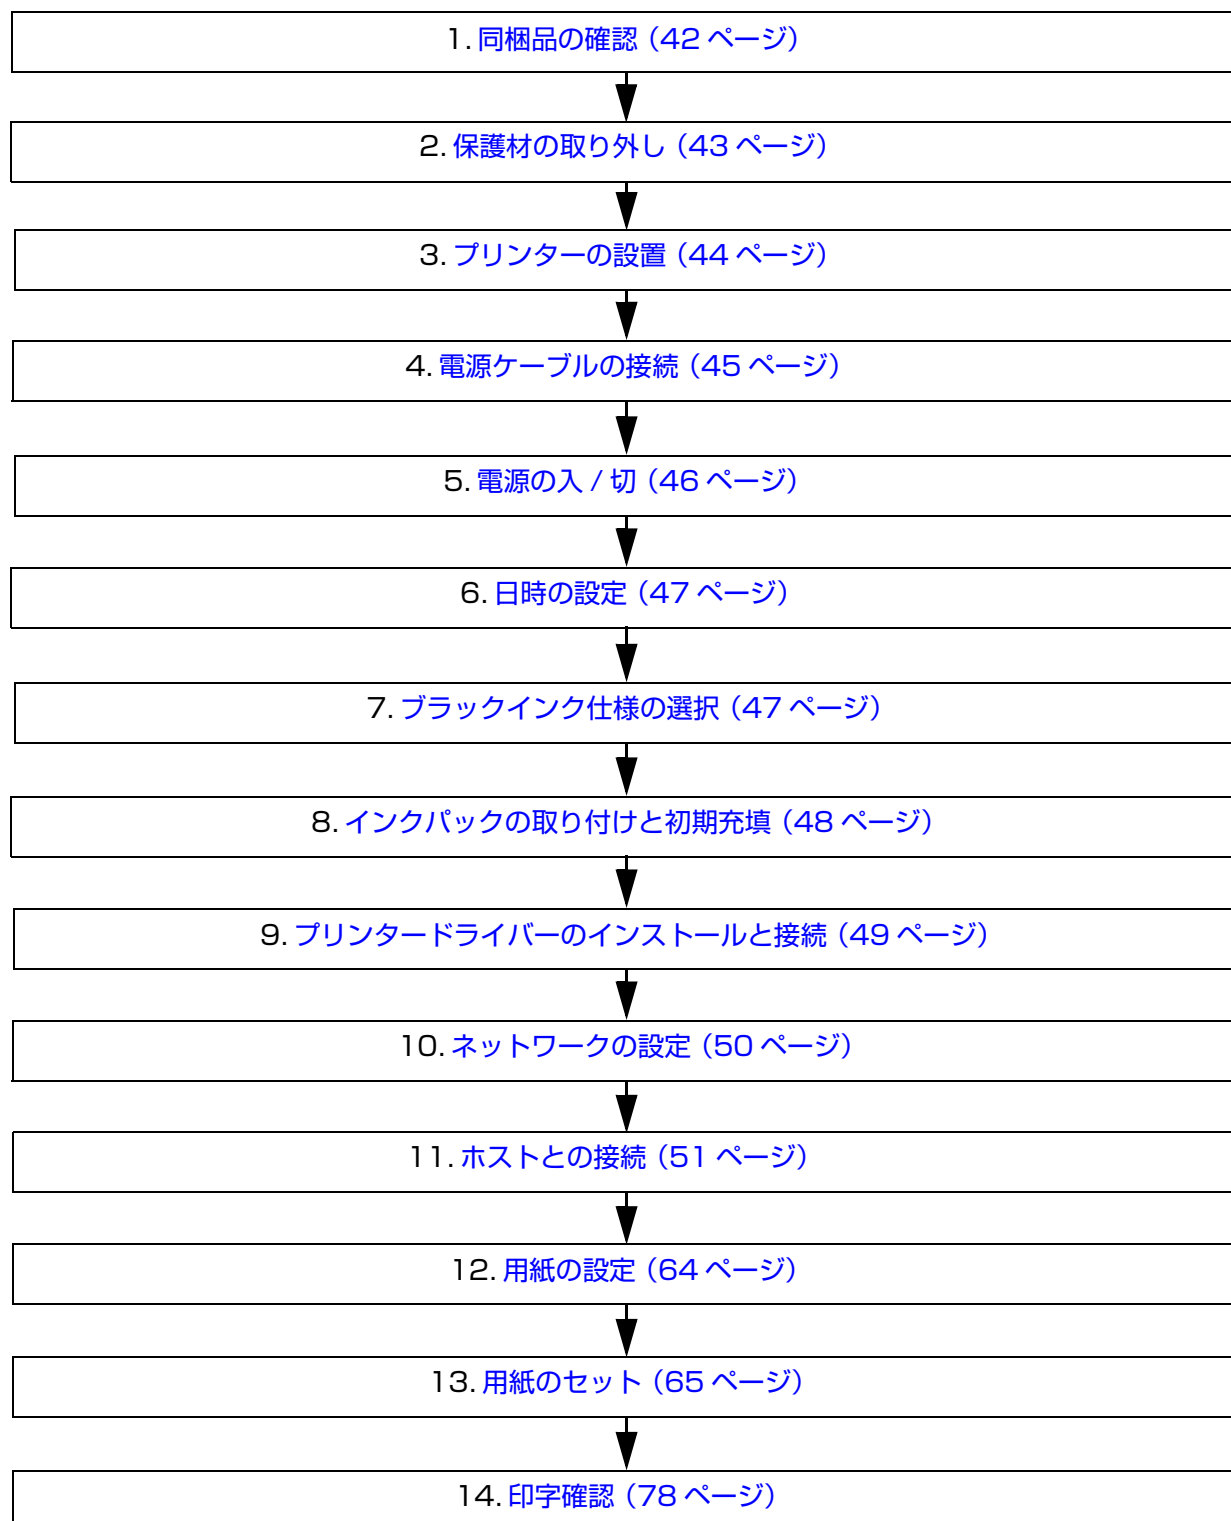 1. 同梱品の確認（42 ページ）
2. 保護材の取り外し（43 ページ）
3. プリンターの設置（44 ページ）
4. 電源ケーブルの接続（45 ページ）
5. 電源の入 / 切（46 ページ）
6. 日時の設定（47 ページ）
7. ブラックインク仕様の選択（47 ページ）
8. インクパックの取り付けと初期充填（48 ページ）
9. プリンタードライバーのインストールと接続（49 ページ）
10. ネットワークの設定（50 ページ）
11. ホストとの接続（51 ページ）
12. 用紙の設定（64 ページ）
13. 用紙のセット（65 ページ）
14. 印字確認（78 ページ）